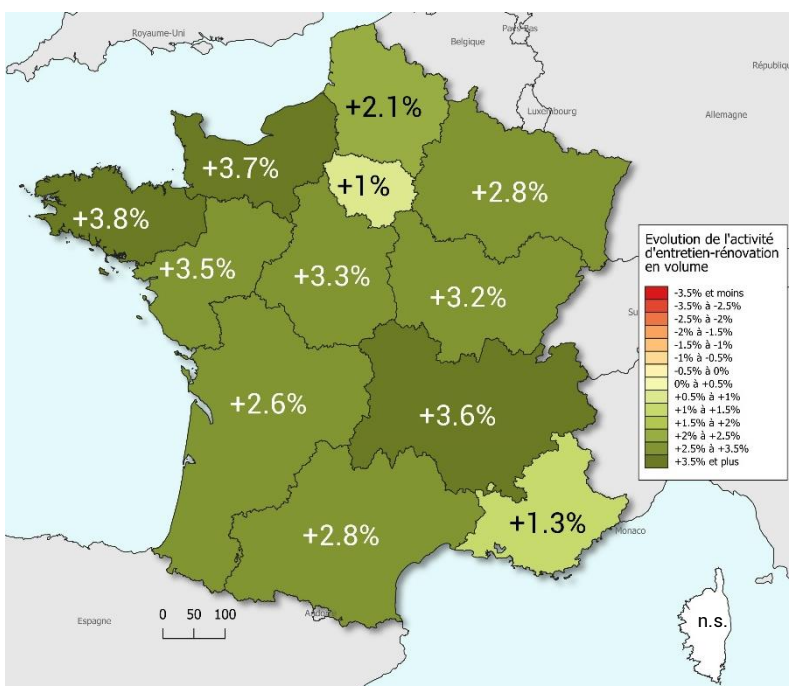 Royaume-Uni
Belgique
Pays-Bas
Républiq
Luxembourg
Allemagne
+2.1%
+3.7%
+1%
+2.8%
+3.8%
+3.5%
+3.3%
+3.2%
Evolution de l'activité
d'entretien-rénovation
en volume
-3.5% et moins
-3.5% à -2.5%
-2.5% à -2%
-2% à -1.5%
-1.5% à -1%
-1% à -0.5%
-0.5% à 0%
0% à +0.5%
+0.5% à +1%
+1% à +1.5%
+1.5% à +2%
+2% à +2.5%
+2.5% à +3.5%
+3.5% et plus
Su
+2.6%
+3.6%
+2.8%
+1.3%
Monaco
Espagne
0 50 100
Andorre
n.s.